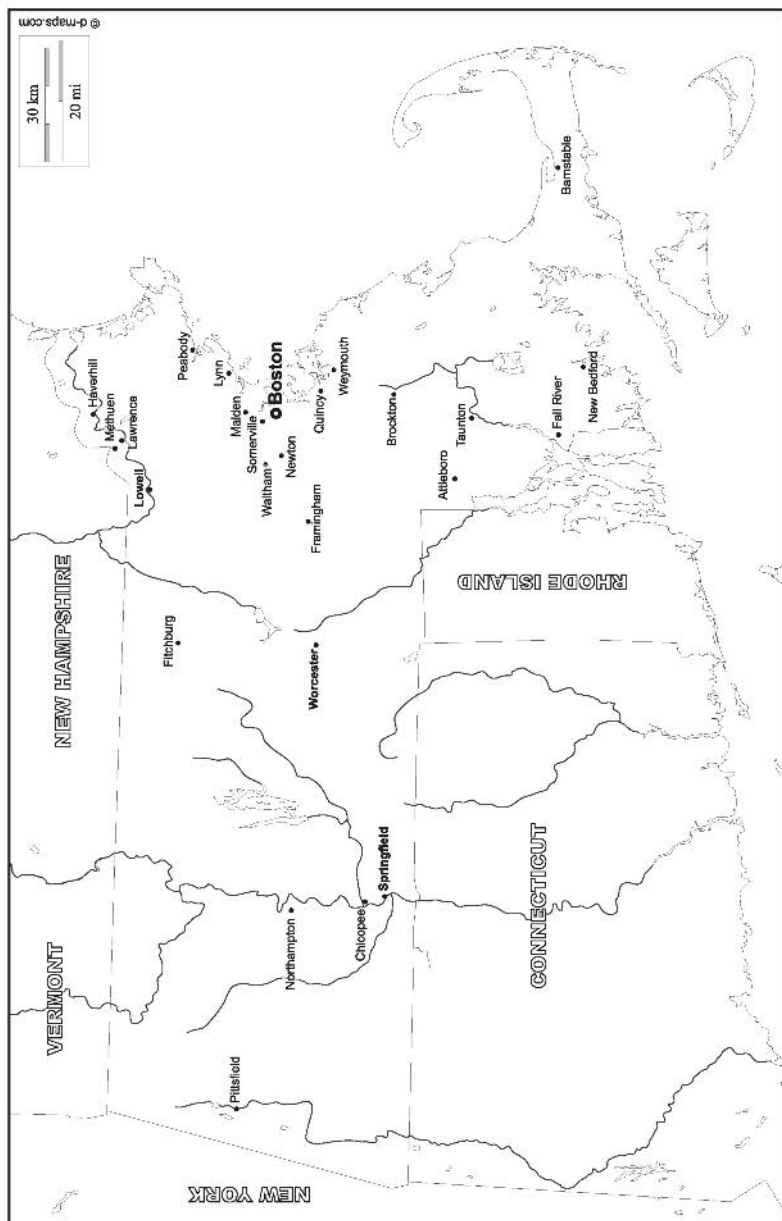 © d-maps.com
30 km
20 mi
NEW HAMPSHIRE
VERMONT
NEW YORK
Haverhill
Methuen
Lawrence
Lowell
Peabody
Lynn
Malden
Somerville
Boston
Waltham
Newton
Quincy
Weymouth
Framingham
Fitchburg
Worcester
Brockton
Taunton
Attleboro
Fall River
New Bedford
Barnstable
Pittsfield
Northampton
Chicopee
Springfield
CONNECTICUT
RHODE ISLAND